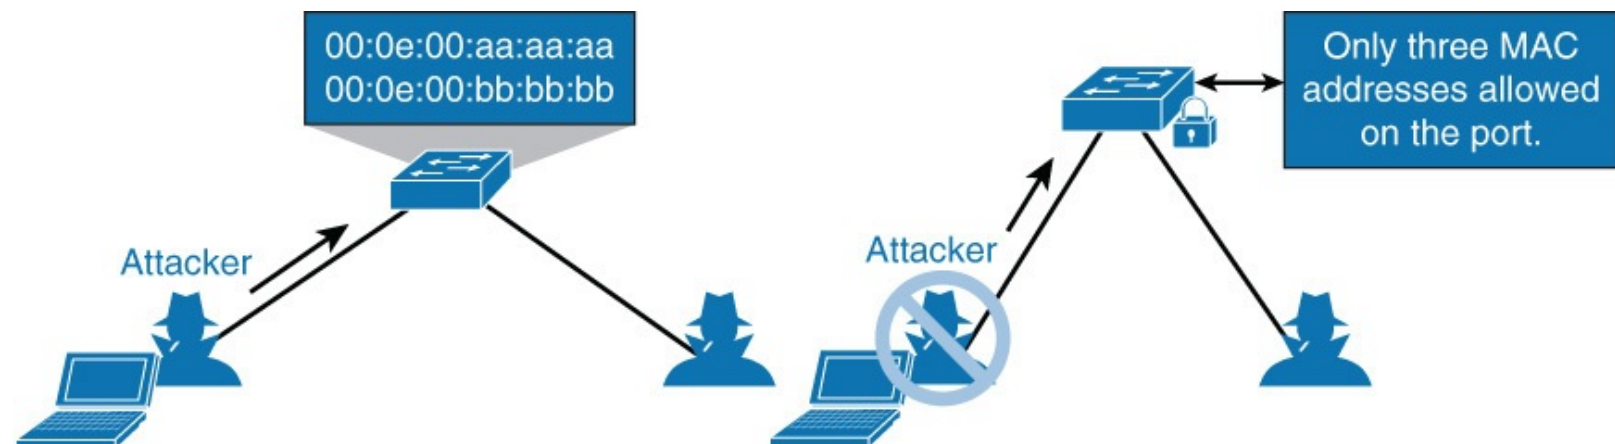 00:0e:00:aa:aa:aa
00:0e:00:bb:bb:bb
Attacker
Only three MAC
addresses allowed
on the port.
Attacker